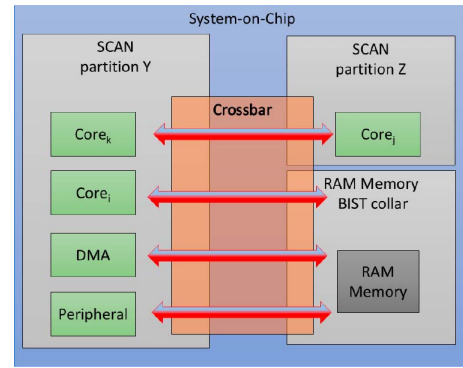 System-on-Chip
SCAN
partition Y
SCAN
partition Z
Crossbar
Corek
Corej
Corei
RAM Memory
BIST collar
DMA
RAM
Memory
Peripheral